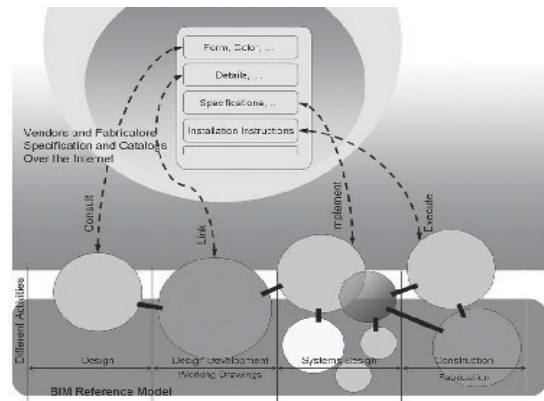 Form, Color, ...
Details, ...
Specifications, ..
Installation Instructions
Vendors and Fabricators
Specification and Catalogs
Over the Internet
Consult
Link
Implement
Execute
Different Activities
Design
Design Development
Systems design
Construction
Working Drawings
Fabrication
BIM Reference Model